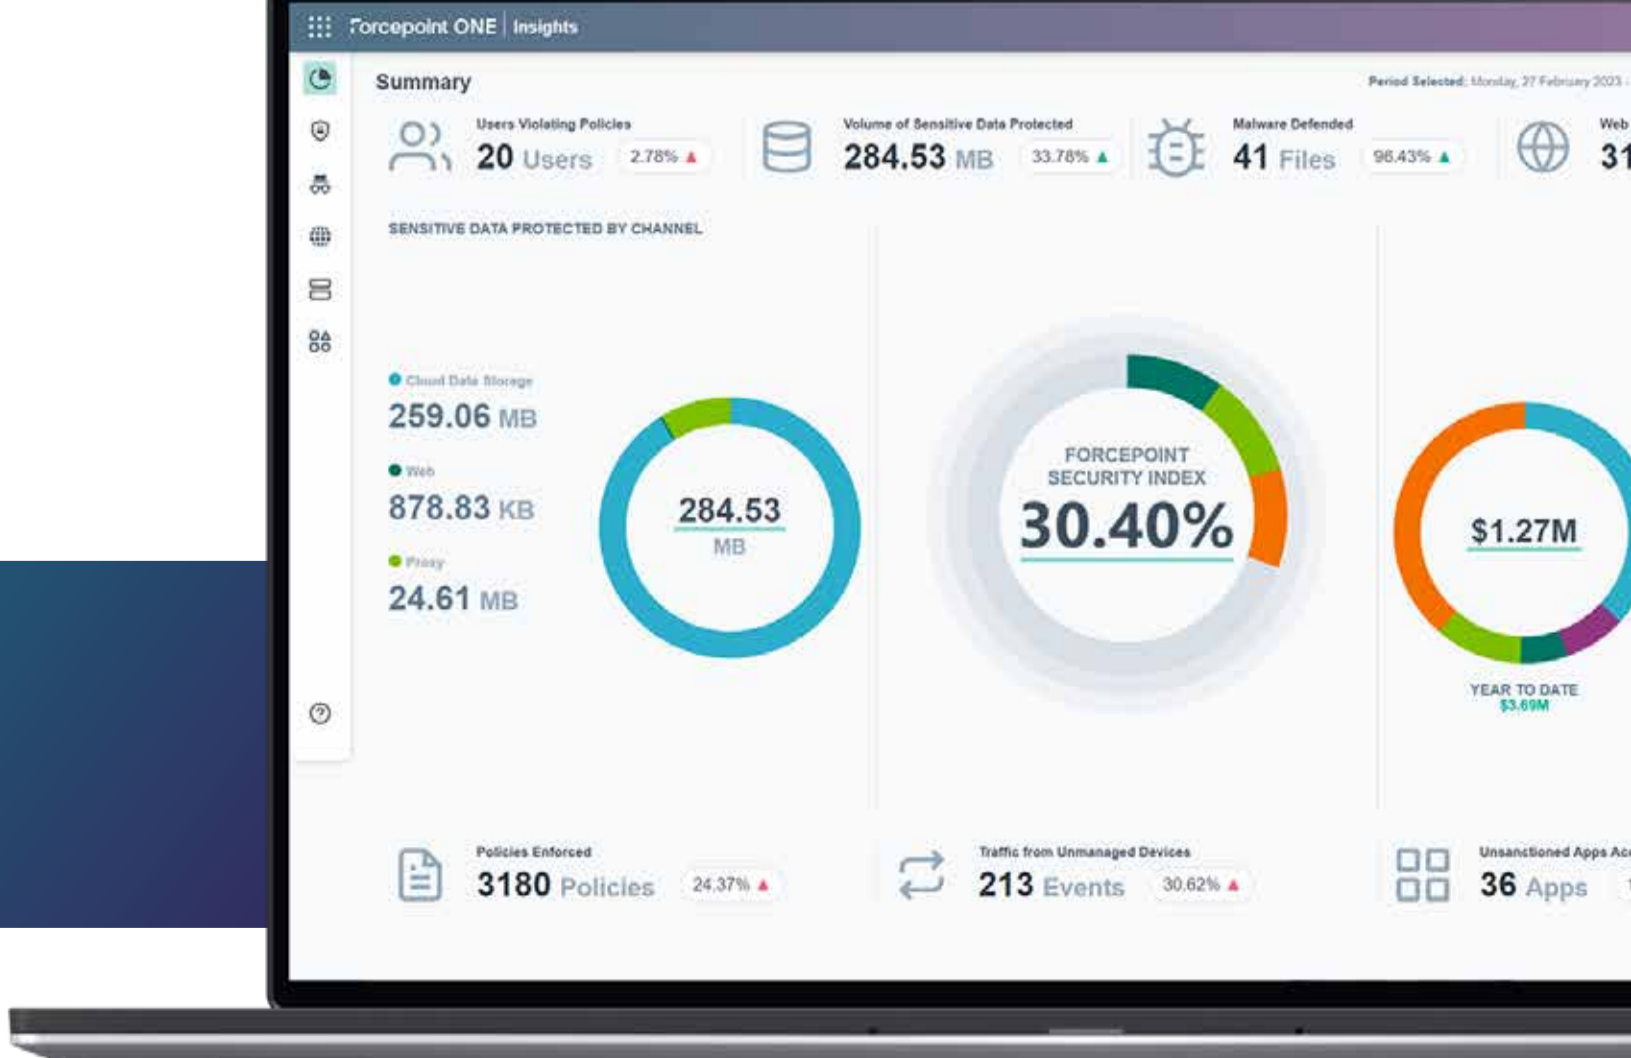 Forcepoint ONE | Insights
Summary
Period Selected: Monday, 27 February 2023 -
Users Violating Policies
20 Users 2.78% ▲
Volume of Sensitive Data Protected
284.53 MB 33.78% ▲
Malware Defended
41 Files 96.43% ▲
Web
31
SENSITIVE DATA PROTECTED BY CHANNEL
Cloud Data Storage
259.06 MB
Web
878.83 KB
Proxy
24.61 MB
284.53
MB
FORCEPOINT
SECURITY INDEX
30.40%
$1.27M
YEAR TO DATE
$3.69M
Policies Enforced
3180 Policies 24.37% ▲
Traffic from Unmanaged Devices
213 Events 30.62% ▲
Unsanctioned Apps
36 Apps